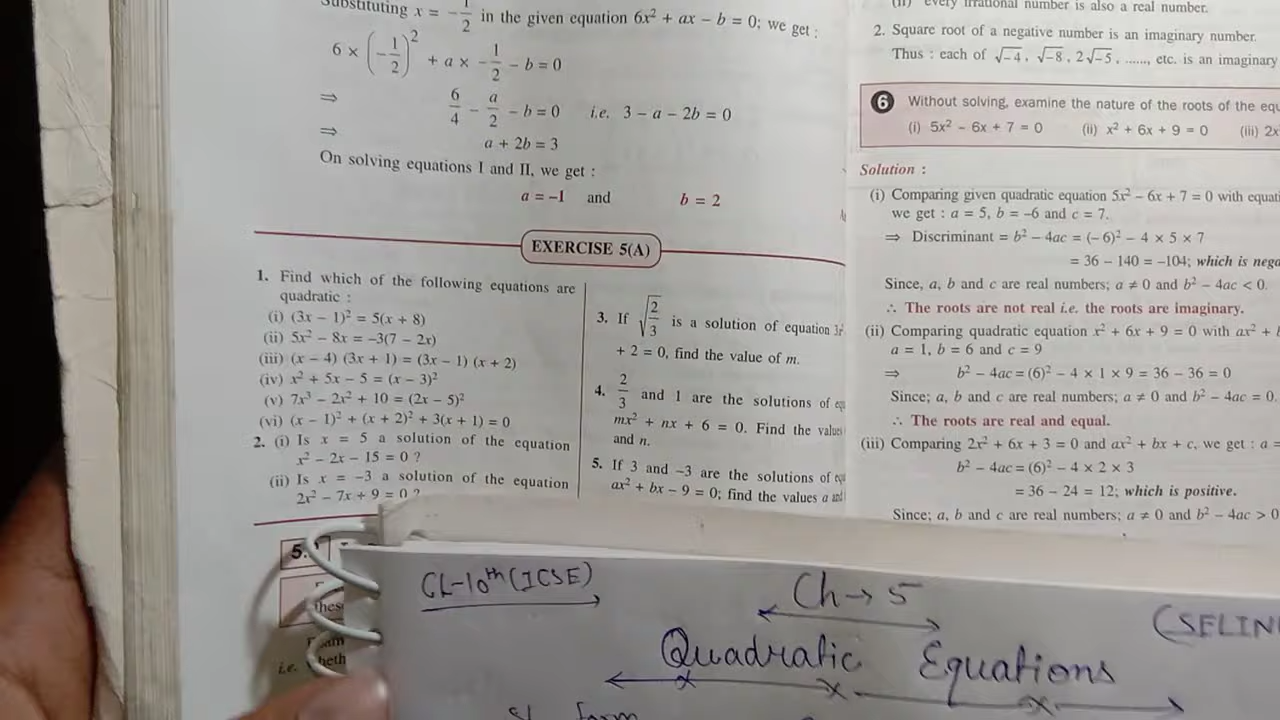 Substituting x = -1/2 in the given equation 6x² + ax − b = 0; we get :
6 × (−1/2)² + a × −1/2 − b = 0
⇒ 6/4 − a/2 − b = 0 i.e. 3 − a − 2b = 0
⇒ a + 2b = 3
On solving equations I and II, we get :
a = −1 and b = 2
EXERCISE 5(A)
1. Find which of the following equations are
quadratic :
(i) (3x − 1)² = 5(x + 8)
(ii) 5x² − 8x = −3(7 − 2x)
(iii) (x − 4) (3x + 1) = (3x − 1) (x + 2)
(iv) x² + 5x − 5 = (x − 3)²
(v) 7x³ − 2x² + 10 = (2x − 5)²
(vi) (x − 1)² + (x + 2)² + 3(x + 1) = 0
2. (i) Is x = 5 a solution of the equation
x² − 2x − 15 = 0 ?
(ii) Is x = −3 a solution of the equation
2x² − 7x + 9 = 0 ?
3. If √2/3 is a solution of equation 3x²
+ 2 = 0, find the value of m.
4. 2/3 and 1 are the solutions of
mx² + nx + 6 = 0. Find the values
and n.
5. If 3 and −3 are the solutions of
ax² + bx − 9 = 0; find the values a and
5.
i.e.
(ii) every irrational number is also a real number.
2. Square root of a negative number is an imaginary number.
Thus : each of √−4, √−8, 2√−5, ......, etc. is an imaginary
6 Without solving, examine the nature of the roots of the equ
(i) 5x² − 6x + 7 = 0 (ii) x² + 6x + 9 = 0 (iii) 2x
Solution :
(i) Comparing given quadratic equation 5x² − 6x + 7 = 0 with equati
we get : a = 5, b = −6 and c = 7.
⇒ Discriminant = b² − 4ac = (−6)² − 4 × 5 × 7
= 36 − 140 = −104; which is nega
Since, a, b and c are real numbers; a ≠ 0 and b² − 4ac < 0.
∴ The roots are not real i.e. the roots are imaginary.
(ii) Comparing quadratic equation x² + 6x + 9 = 0 with ax² +
a = 1, b = 6 and c = 9
⇒ b² − 4ac = (6)² − 4 × 1 × 9 = 36 − 36 = 0
Since; a, b and c are real numbers; a ≠ 0 and b² − 4ac = 0.
∴ The roots are real and equal.
(iii) Comparing 2x² + 6x + 3 = 0 and ax² + bx + c, we get : a =
b² − 4ac = (6)² − 4 × 2 × 3
= 36 − 24 = 12; which is positive.
Since; a, b and c are real numbers; a ≠ 0 and b² − 4ac > 0
CL-10th (ICSE)
Ch → 5
(SELIN
Quadratic Equations